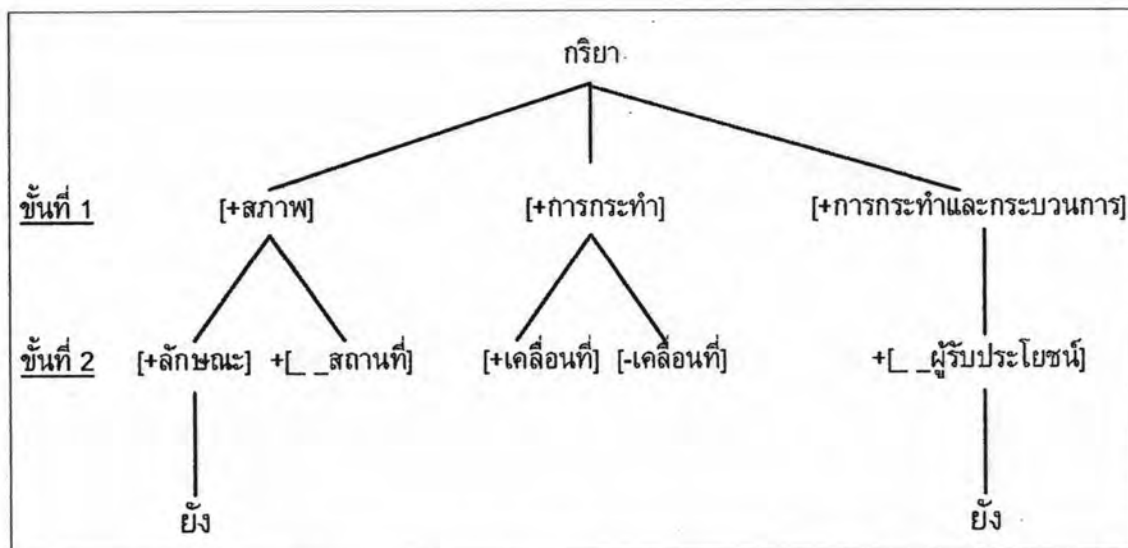 กริยา
ขั้นที่ 1 [+สภาพ] [+การกระทำ] [+การกระทำและกระบวนการ]
ขั้นที่ 2 [+ลักษณะ] +[_ _สถานที่] [+เคลื่อนที่] [-เคลื่อนที่] +[_ _ผู้รับประโยชน์]
ยัง ยัง